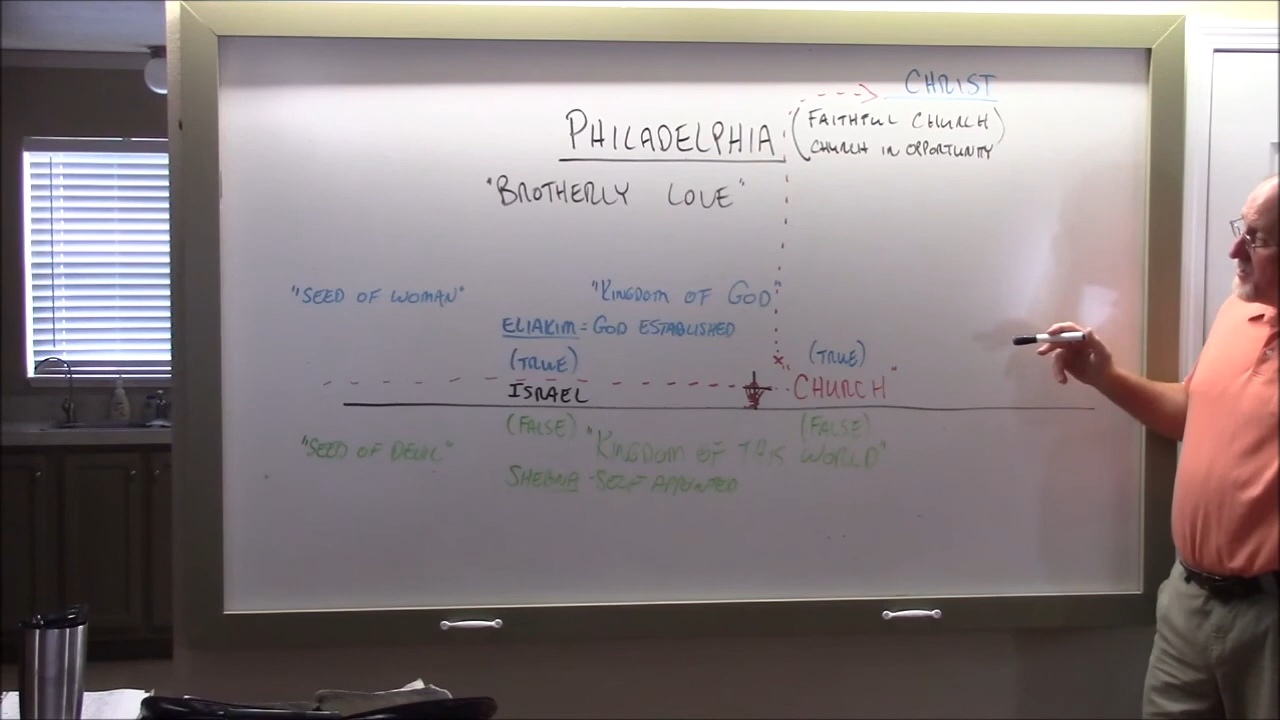 CHRIST
PHILADELPHIA
(FAITHFUL CHURCH)
(CHURCH IN OPPORTUNITY
"BROTHERLY LOVE"
"SEED OF WOMAN"
"KINGDOM OF GOD"
ELIAKIM = GOD ESTABLISHED
(TRUE)
(TRUE)
ISRAEL
"CHURCH"
(FALSE)
(FALSE)
"SEED OF DEVIL"
"KINGDOM OF THIS WORLD"
SHEBNA - SELF APPOINTED